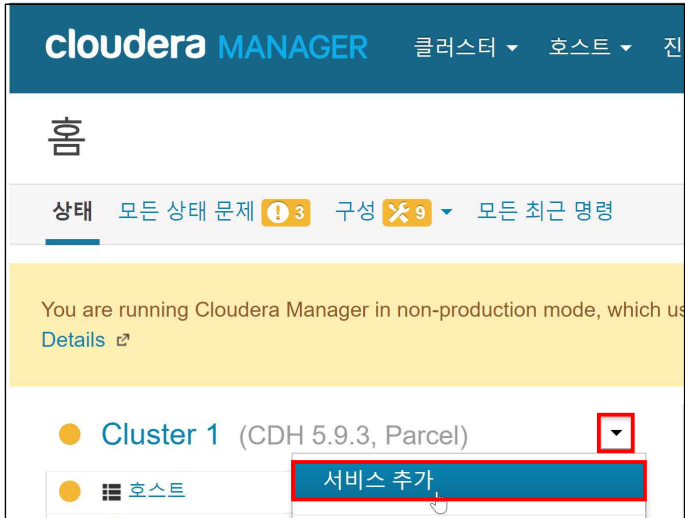 cloudera MANAGER 클러스터 호스트 진
홈
상태 모든 상태 문제 3 구성 9 모든 최근 명령
You are running Cloudera Manager in non-production mode, which us
Details
Cluster 1 (CDH 5.9.3, Parcel)
호스트 서비스 추가